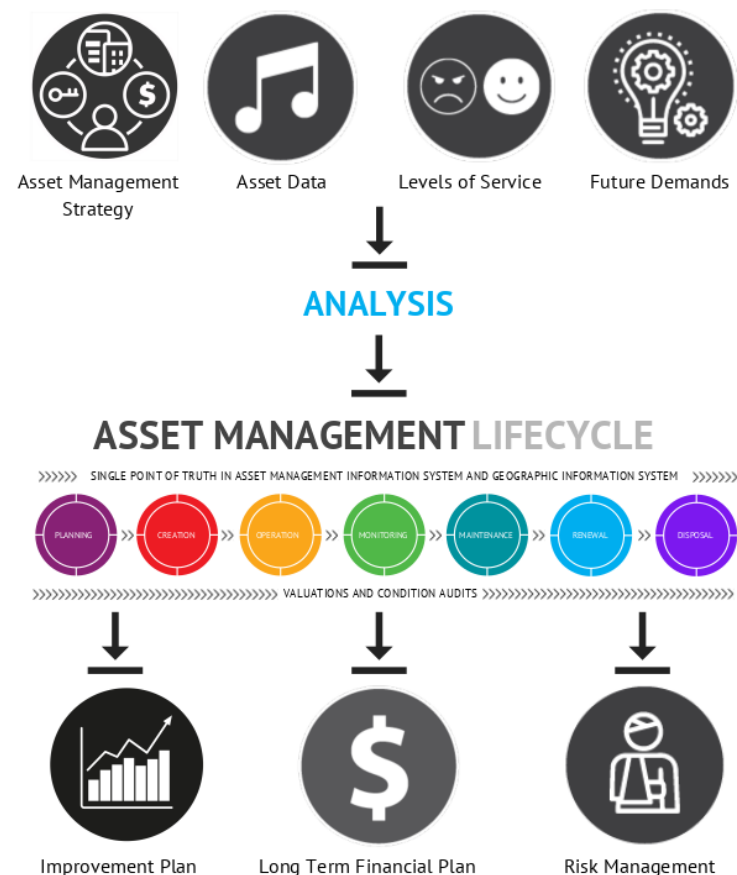 Asset Management
Strategy
Asset Data
Levels of Service
Future Demands
ANALYSIS
ASSET MANAGEMENT LIFECYCLE
SINGLE POINT OF TRUTH IN ASSET MANAGEMENT INFORMATION SYSTEM AND GEOGRAPHIC INFORMATION SYSTEM
PLANNING
CREATION
OPERATION
MONITORING
MAINTENANCE
RENEWAL
DISPOSAL
VALUATIONS AND CONDITION AUDITS
$
Improvement Plan
Long Term Financial Plan
Risk Management